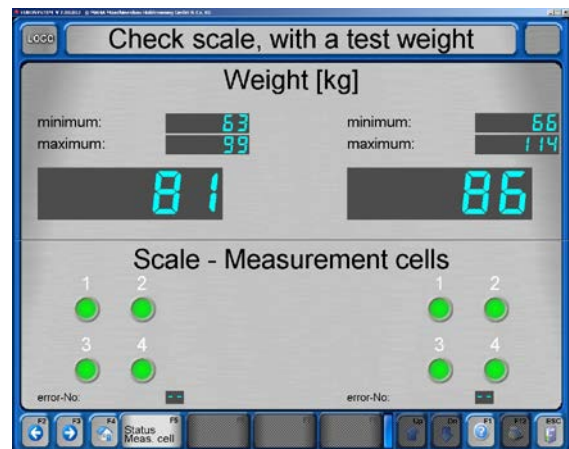 LOGO
Check scale, with a test weight
Weight [kg]
minimum: 63
maximum: 99
minimum: 66
maximum: 114
81
86
Scale - Measurement cells
1 2
3 4
1 2
3 4
error-No: --
error-No: --
F2 F3 F4 F5 Status Meas. cell Up Dn F1 F12 ESC